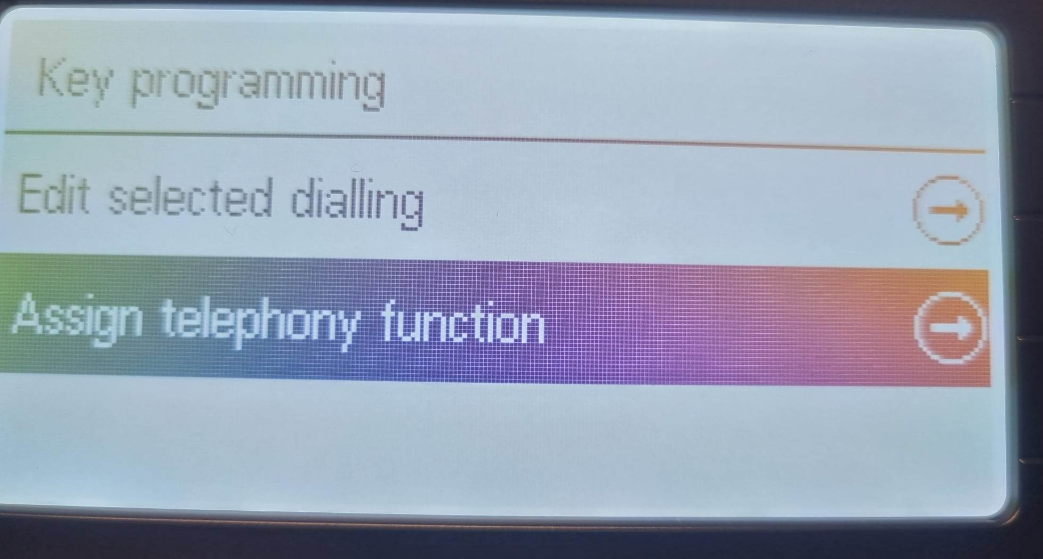 Key programming
Edit selected dialling
Assign telephony function